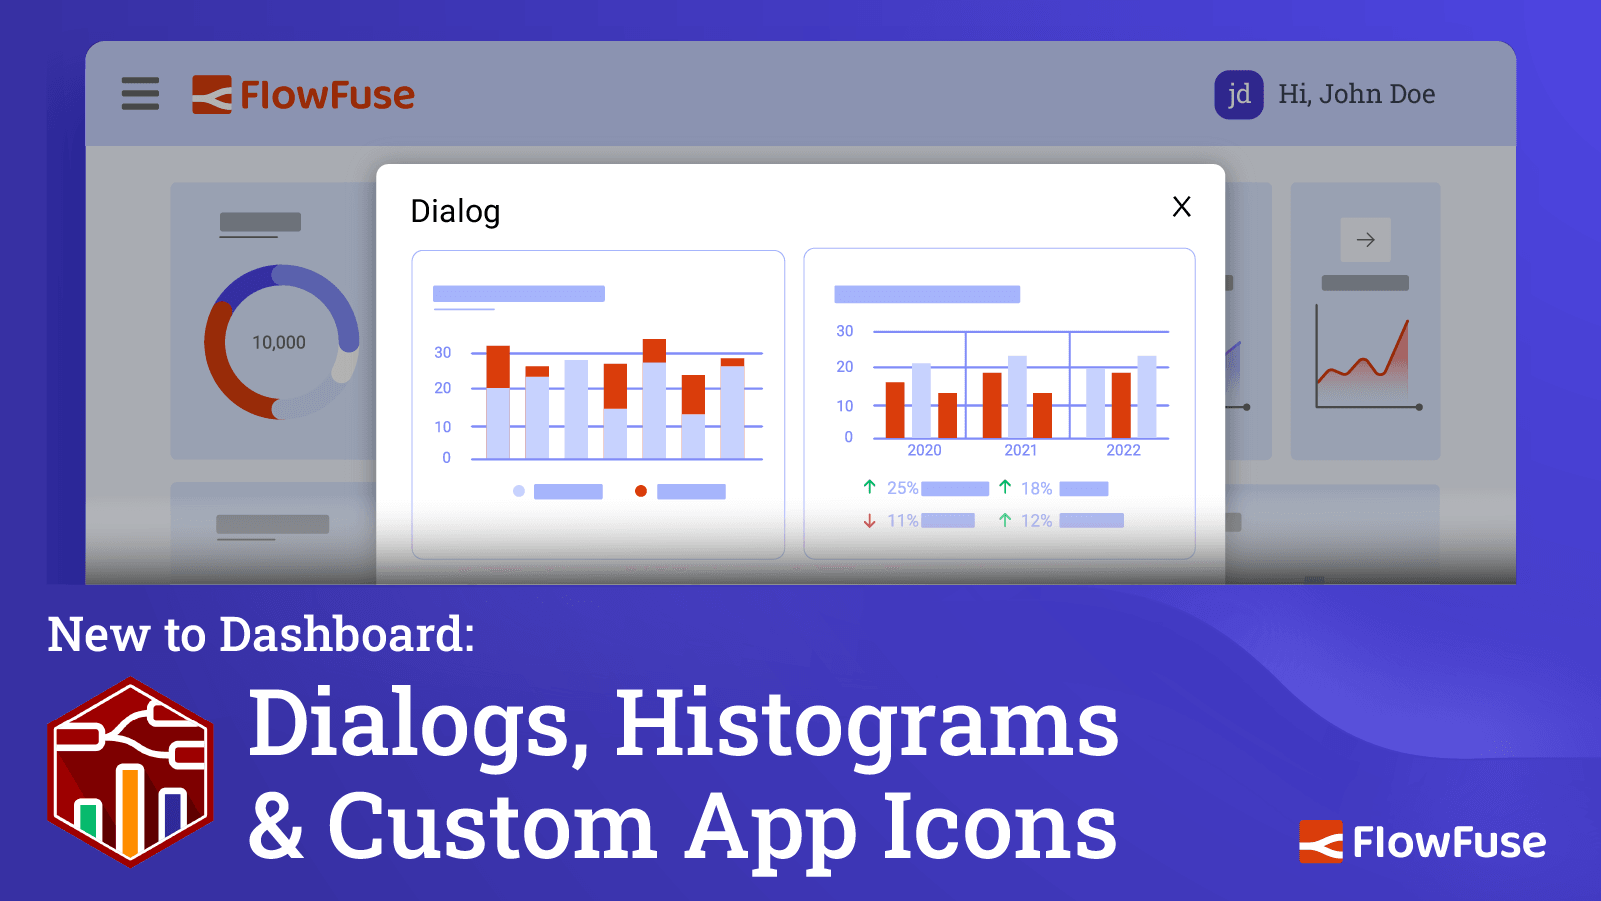 FlowFuse
jd
Hi, John Doe
Dialog
X
10,000
30
20
10
0
30
20
10
0
2020
2021
2022
25%
18%
11%
12%
New to Dashboard:
Dialogs, Histograms
& Custom App Icons
FlowFuse